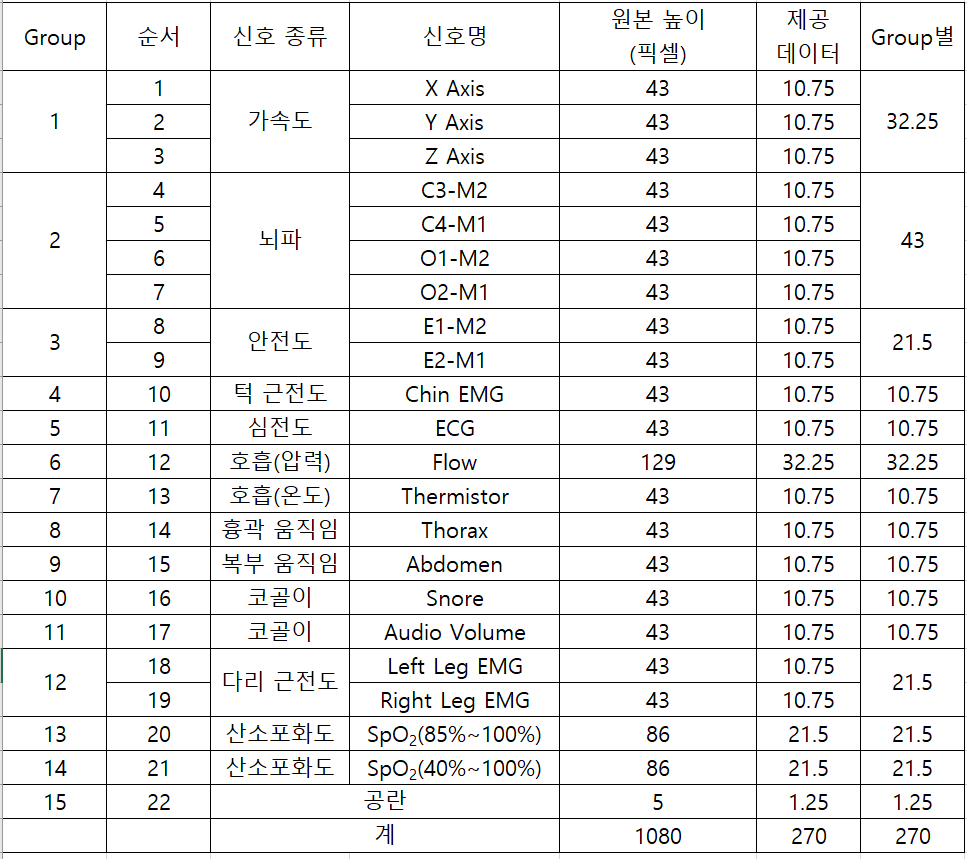 Group 순서 신호 종류 신호명 원본 높이 (픽셀) 제공 데이터 Group별
1 1 가속도 X Axis 43 10.75 32.25
2 Y Axis 43 10.75
3 Z Axis 43 10.75
2 4 뇌파 C3-M2 43 10.75 43
5 C4-M1 43 10.75
6 O1-M2 43 10.75
7 O2-M1 43 10.75
3 8 안전도 E1-M2 43 10.75 21.5
9 E2-M1 43 10.75
4 10 턱 근전도 Chin EMG 43 10.75 10.75
5 11 심전도 ECG 43 10.75 10.75
6 12 호흡(압력) Flow 129 32.25 32.25
7 13 호흡(온도) Thermistor 43 10.75 10.75
8 14 흉곽 움직임 Thorax 43 10.75 10.75
9 15 복부 움직임 Abdomen 43 10.75 10.75
10 16 코골이 Snore 43 10.75 10.75
11 17 코골이 Audio Volume 43 10.75 10.75
12 18 다리 근전도 Left Leg EMG 43 10.75 21.5
19 Right Leg EMG 43 10.75
13 20 산소포화도 SpO₂(85%~100%) 86 21.5 21.5
14 21 산소포화도 SpO₂(40%~100%) 86 21.5 21.5
15 22 공란 5 1.25 1.25
계 1080 270 270